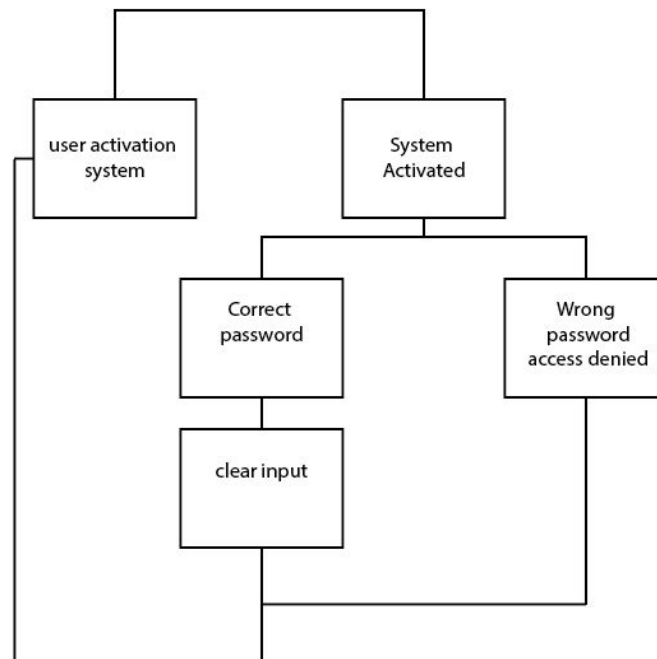 user activation
system
System
Activated
Correct
password
Wrong
password
access denied
clear input